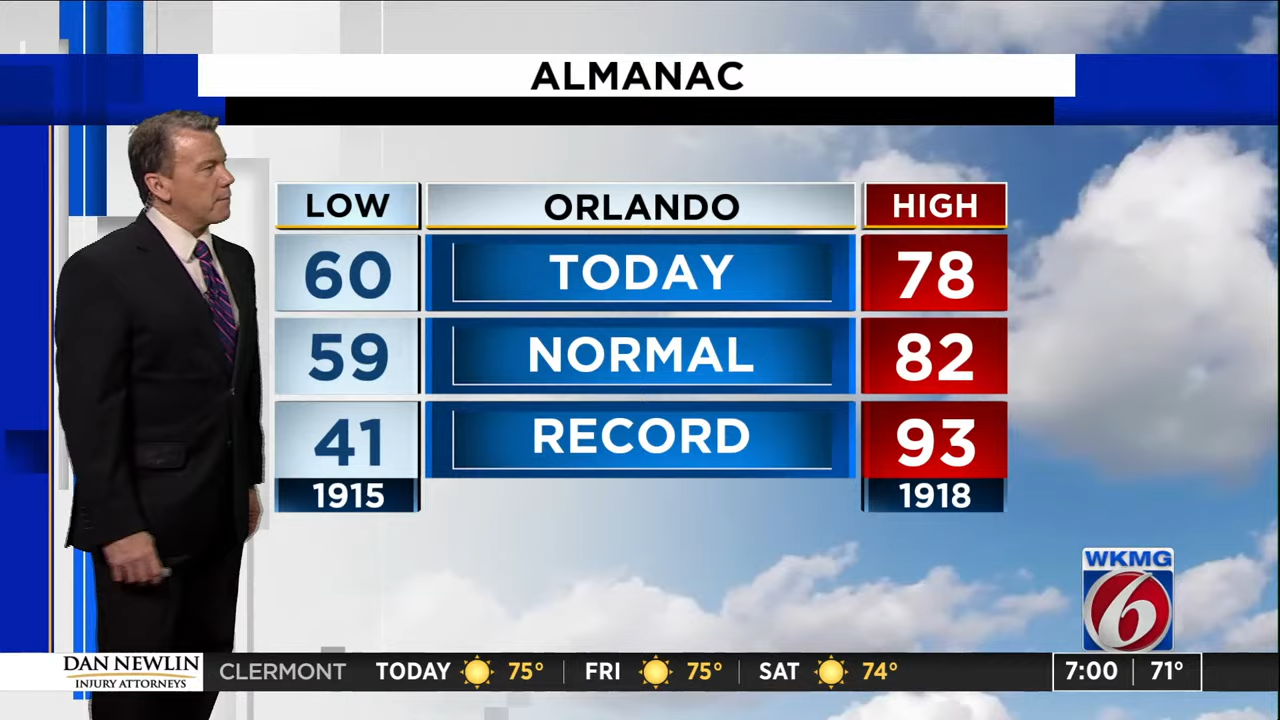 ALMANAC
LOW ORLANDO HIGH
60 TODAY 78
59 NORMAL 82
41 RECORD 93
1915 1918
WKMG
6
DAN NEWLIN
INJURY ATTORNEYS
CLERMONT TODAY 75° FRI 75° SAT 74° 7:00 71°